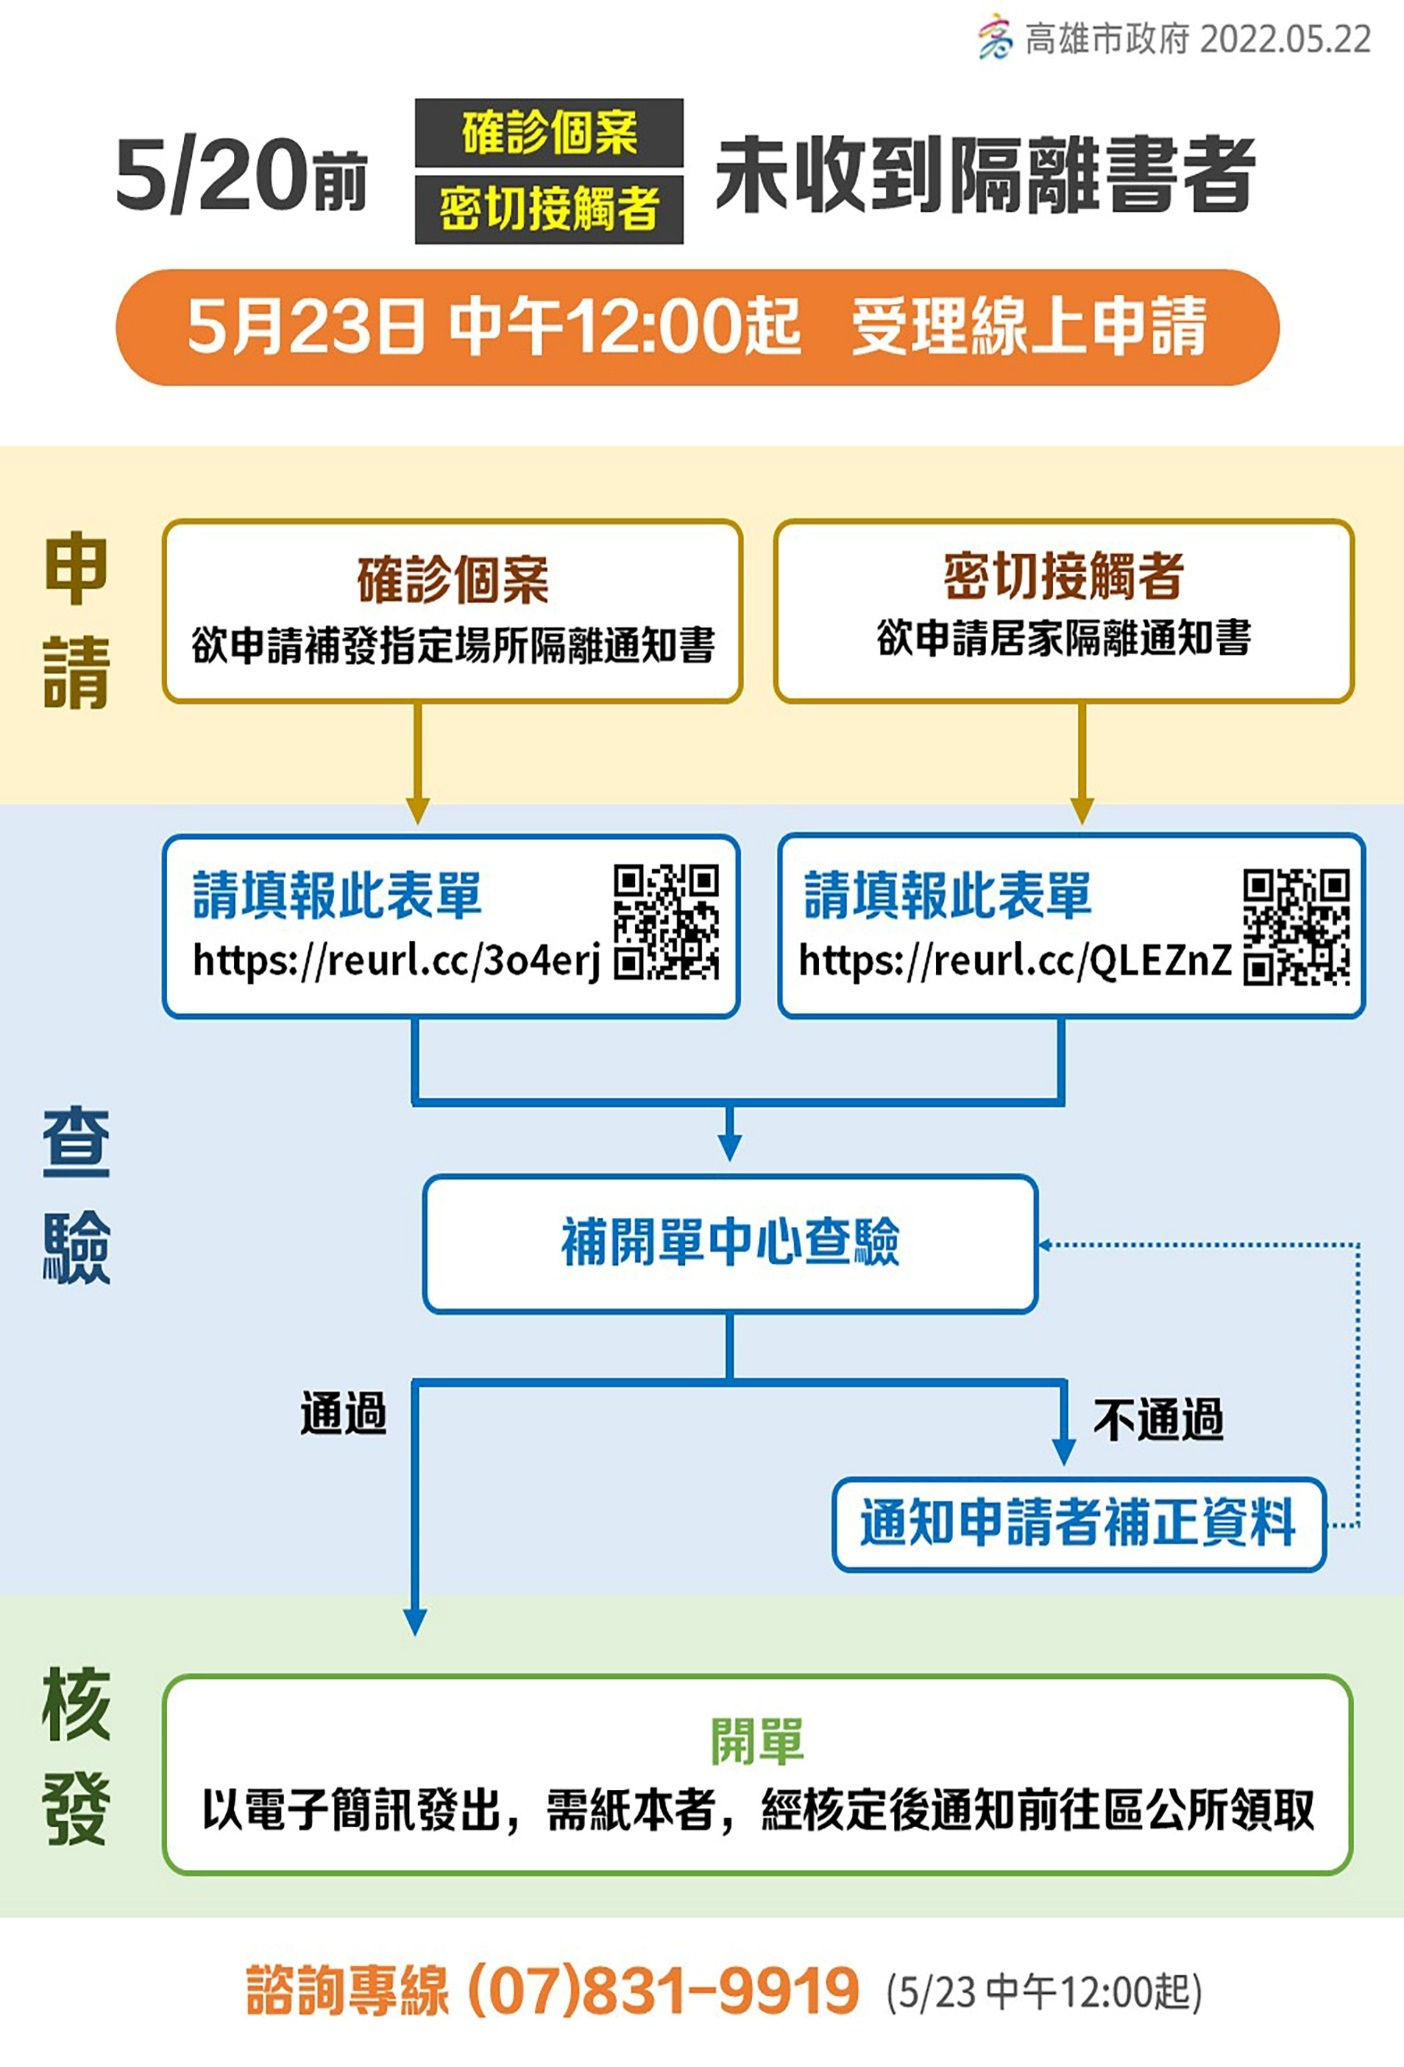 高雄市政府 2022.05.22
5/20前 確診個案 密切接觸者 未收到隔離書者
5月23日 中午12:00起 受理線上申請
申請
確診個案
欲申請補發指定場所隔離通知書
密切接觸者
欲申請居家隔離通知書
查驗
請填報此表單
https://reurl.cc/3o4erj
請填報此表單
https://reurl.cc/QLEZnZ
補開單中心查驗
通過
不通過
通知申請者補正資料
核發
開單
以電子簡訊發出，需紙本者，經核定後通知前往區公所領取
諮詢專線 (07)831-9919 (5/23 中午12:00起)